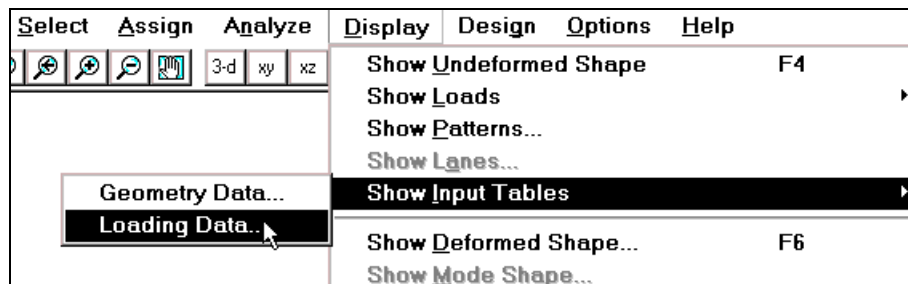 Select Assign Analyze Display Design Options Help
3-d xy xz
Show Undeformed Shape F4
Show Loads
Show Patterns...
Show Lanes...
Show Input Tables
Geometry Data...
Loading Data...
Show Deformed Shape... F6
Show Mode Shape...